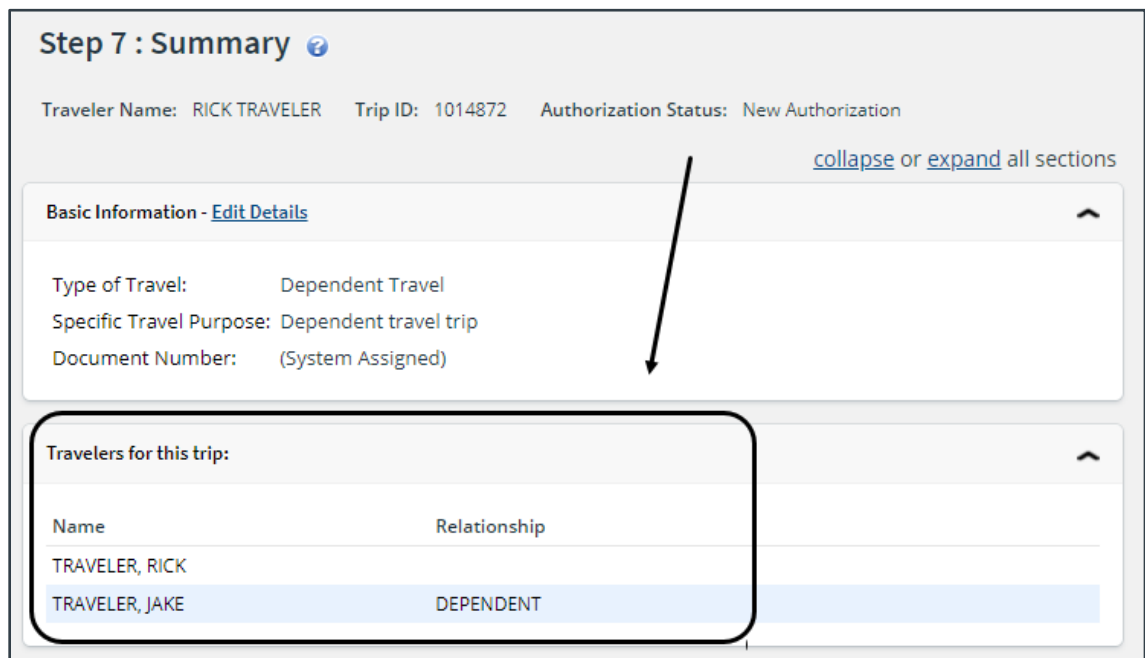 Step 7 : Summary ?
Traveler Name: RICK TRAVELER Trip ID: 1014872 Authorization Status: New Authorization
collapse or expand all sections
Basic Information - Edit Details
Type of Travel: Dependent Travel
Specific Travel Purpose: Dependent travel trip
Document Number: (System Assigned)
Travelers for this trip:
Name Relationship
TRAVELER, RICK
TRAVELER, JAKE DEPENDENT